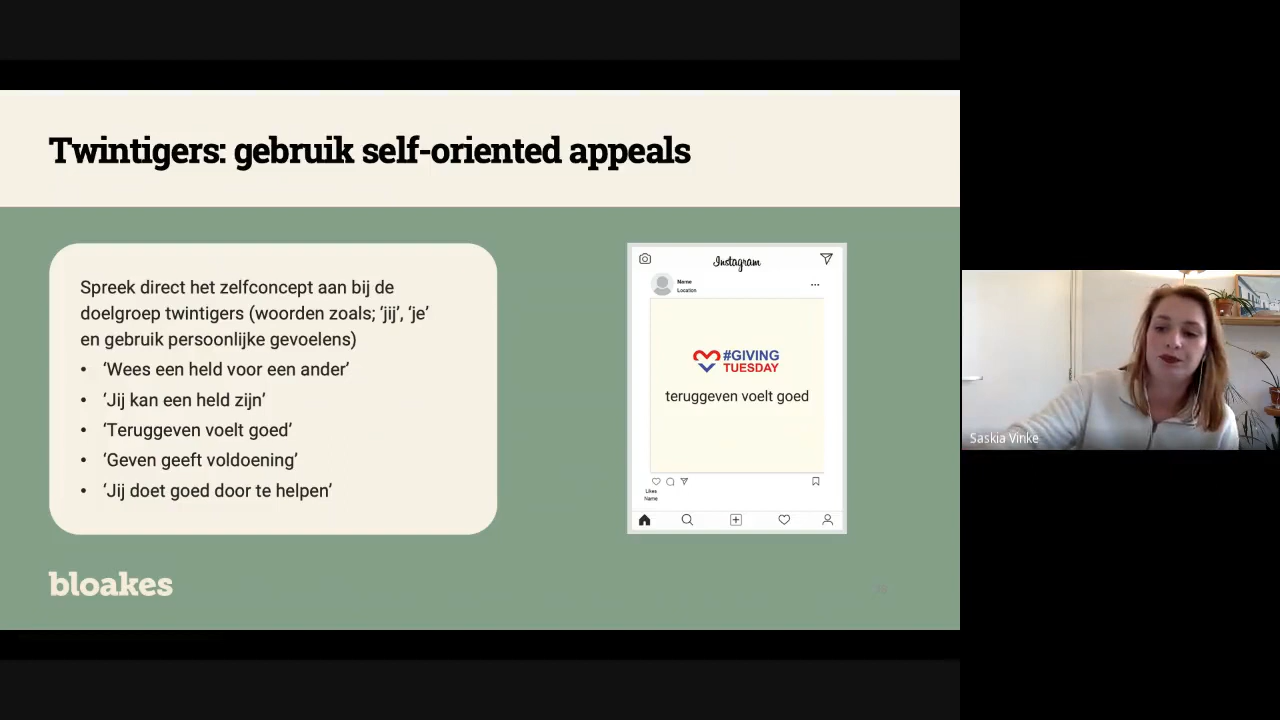 Twintigers: gebruik self-oriented appeals
Spreek direct het zelfconcept aan bij de
doelgroep twintigers (woorden zoals; ‘jij’, ‘je’
en gebruik persoonlijke gevoelens)
• ‘Wees een held voor een ander’
• ‘Jij kan een held zijn’
• ‘Teruggeven voelt goed’
• ‘Geven geeft voldoening’
• ‘Jij doet goed door te helpen’
Instagram
Name
Location
#GIVING
TUESDAY
teruggeven voelt goed
Likes
Name
bloakes
Saskia Vinke